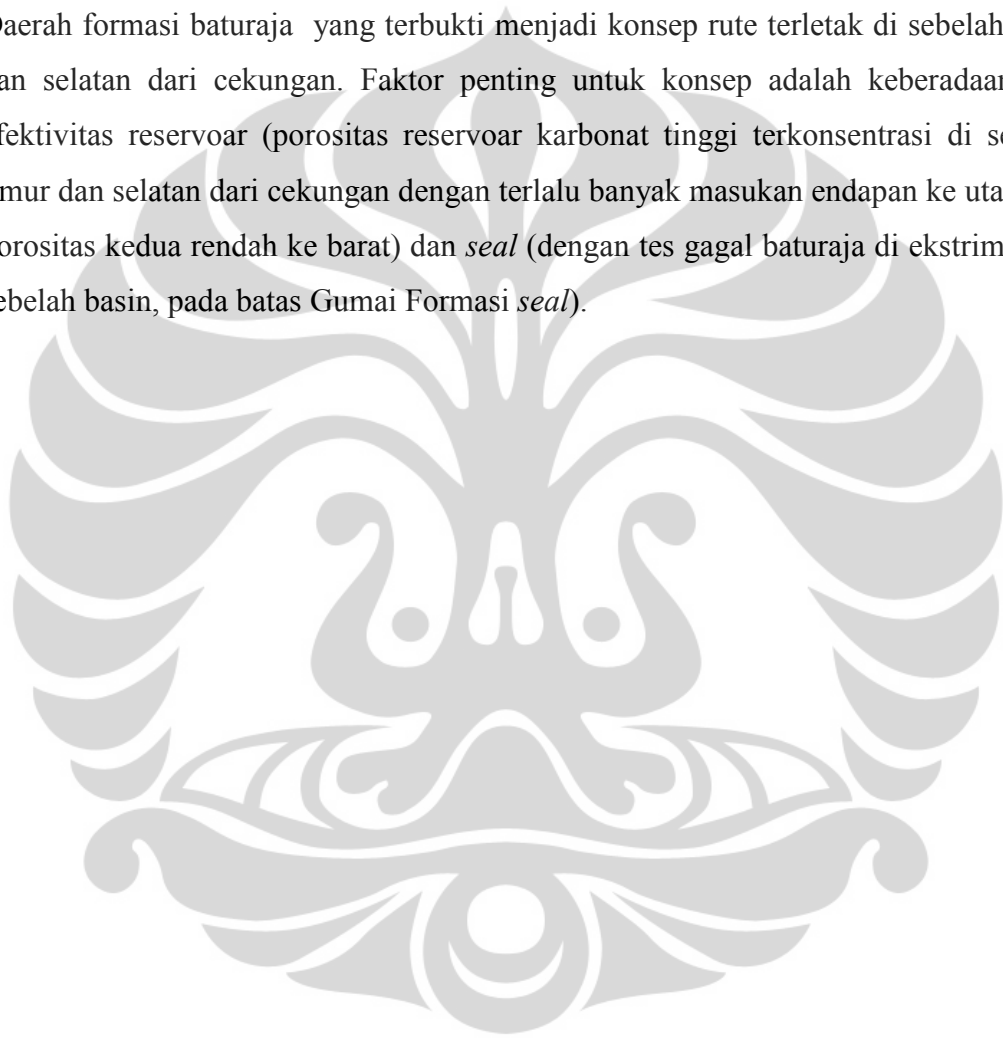 Daerah formasi baturaja yang terbukti menjadi konsep rute terletak di sebelah
dan selatan dari cekungan. Faktor penting untuk konsep adalah keberadaan
efektivitas reservoar (porositas reservoar karbonat tinggi terkonsentrasi di
timur dan selatan dari cekungan dengan terlalu banyak masukan endapan ke
porositas kedua rendah ke barat) dan seal (dengan tes gagal baturaja di ekstrim
sebelah basin, pada batas Gumai Formasi seal).